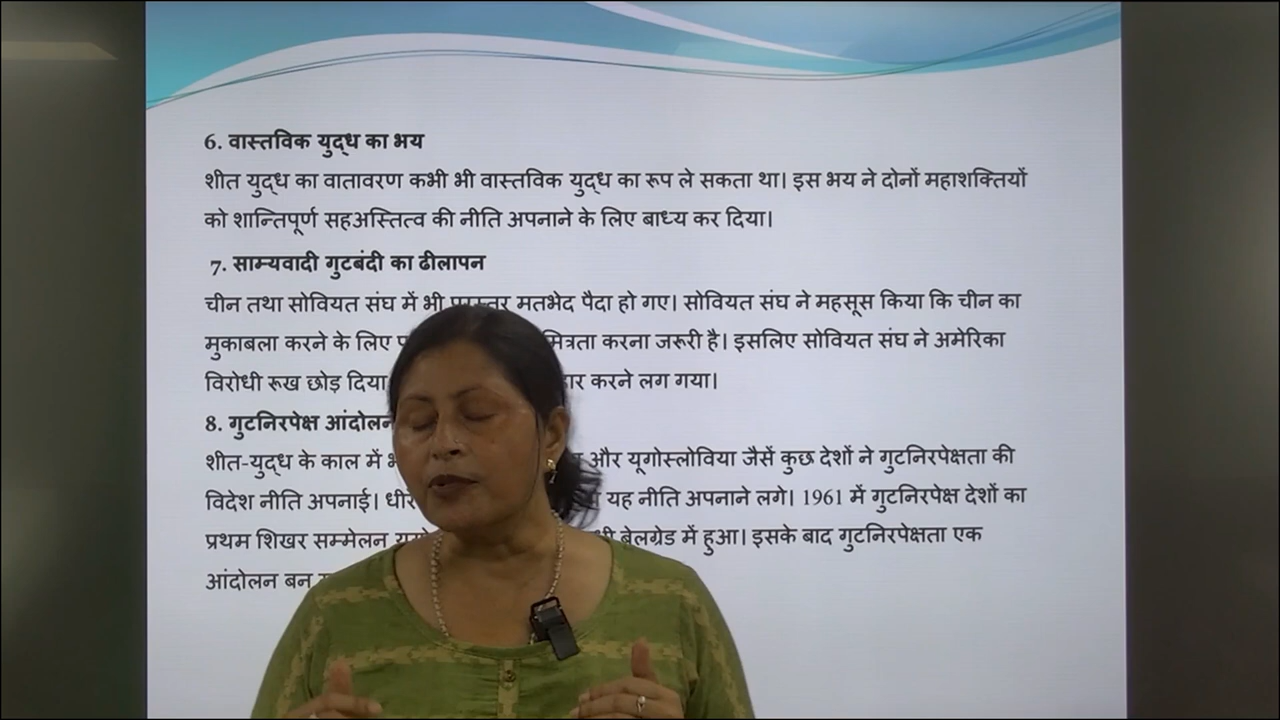 6. वास्तविक युद्ध का भय
शीत युद्ध का वातावरण कभी भी वास्तविक युद्ध का रूप ले सकता था। इस भय ने दोनों महाशक्तियों
को शान्तिपूर्ण सहअस्तित्व की नीति अपनाने के लिए बाध्य कर दिया।
7. साम्यवादी गुटबंदी का ढीलापन
चीन तथा सोवियत संघ में भी परस्तर मतभेद पैदा हो गए। सोवियत संघ ने महसूस किया कि चीन का
मुकाबला करने के लिए मित्रता करना जरूरी है। इसलिए सोवियत संघ ने अमेरिका
विरोधी रूख छोड़ दिया करने लग गया।
8. गुटनिरपेक्ष आंदोलन
शीत-युद्ध के काल में और यूगोस्लोविया जैसें कुछ देशों ने गुटनिरपेक्षता की
विदेश नीति अपनाई। यह नीति अपनाने लगे। 1961 में गुटनिरपेक्ष देशों का
प्रथम शिखर सम्मेलन बेलग्रेड में हुआ। इसके बाद गुटनिरपेक्षता एक
आंदोलन बन